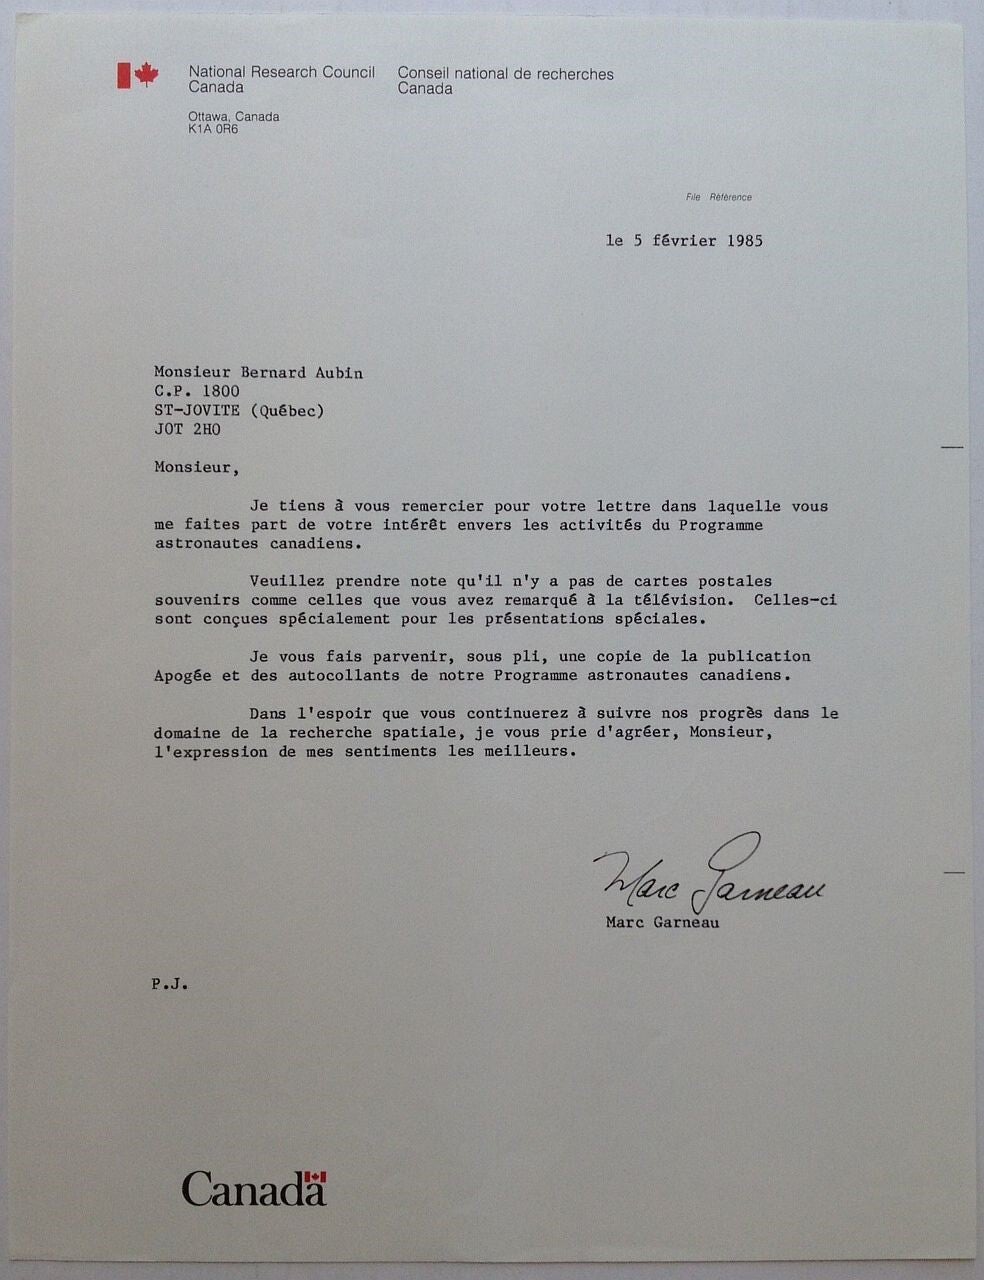 National Research Council Conseil national de recherches
Canada Canada
Ottawa, Canada
K1A 0R6
File Référence
le 5 février 1985
Monsieur Bernard Aubin
C.P. 1800
ST-JOVITE (Québec)
JOT 2HO
Monsieur,
Je tiens à vous remercier pour votre lettre dans laquelle vous
me faites part de votre intérêt envers les activités du Programme
astronautes canadiens.
Veuillez prendre note qu'il n'y a pas de cartes postales
souvenirs comme celles que vous avez remarqué à la télévision. Celles-ci
sont conçues spécialement pour les présentations spéciales.
Je vous fais parvenir, sous pli, une copie de la publication
Apogée et des autocollants de notre Programme astronautes canadiens.
Dans l'espoir que vous continuerez à suivre nos progrès dans le
domaine de la recherche spatiale, je vous prie d'agréer, Monsieur,
l'expression de mes sentiments les meilleurs.
Marc Garneau
Marc Garneau
P.J.
Canada